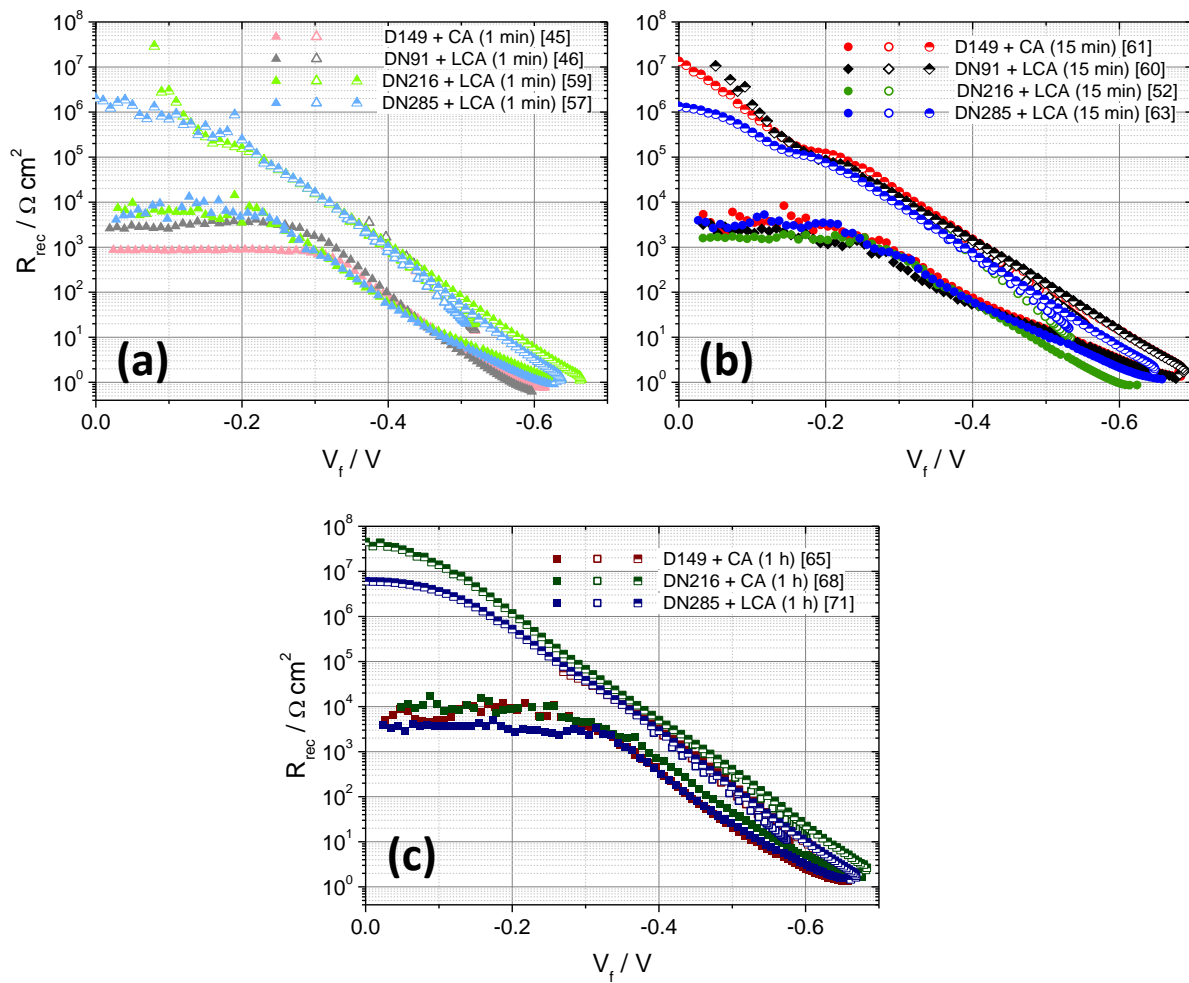 10^8
10^7
10^6
10^5
10^4
10^3
10^2
10^1
10^0
R_rec / Ω cm^2
D149 + CA (1 min) [45]
DN91 + LCA (1 min) [46]
DN216 + LCA (1 min) [59]
DN285 + LCA (1 min) [57]
(a)
0.0 -0.2 -0.4 -0.6
V_f / V
10^8
10^7
10^6
10^5
10^4
10^3
10^2
10^1
10^0
D149 + CA (15 min) [61]
DN91 + LCA (15 min) [60]
DN216 + LCA (15 min) [52]
DN285 + LCA (15 min) [63]
(b)
0.0 -0.2 -0.4 -0.6
V_f / V
10^8
10^7
10^6
10^5
10^4
10^3
10^2
10^1
10^0
R_rec / Ω cm^2
D149 + CA (1 h) [65]
DN216 + CA (1 h) [68]
DN285 + LCA (1 h) [71]
(c)
0.0 -0.2 -0.4 -0.6
V_f / V